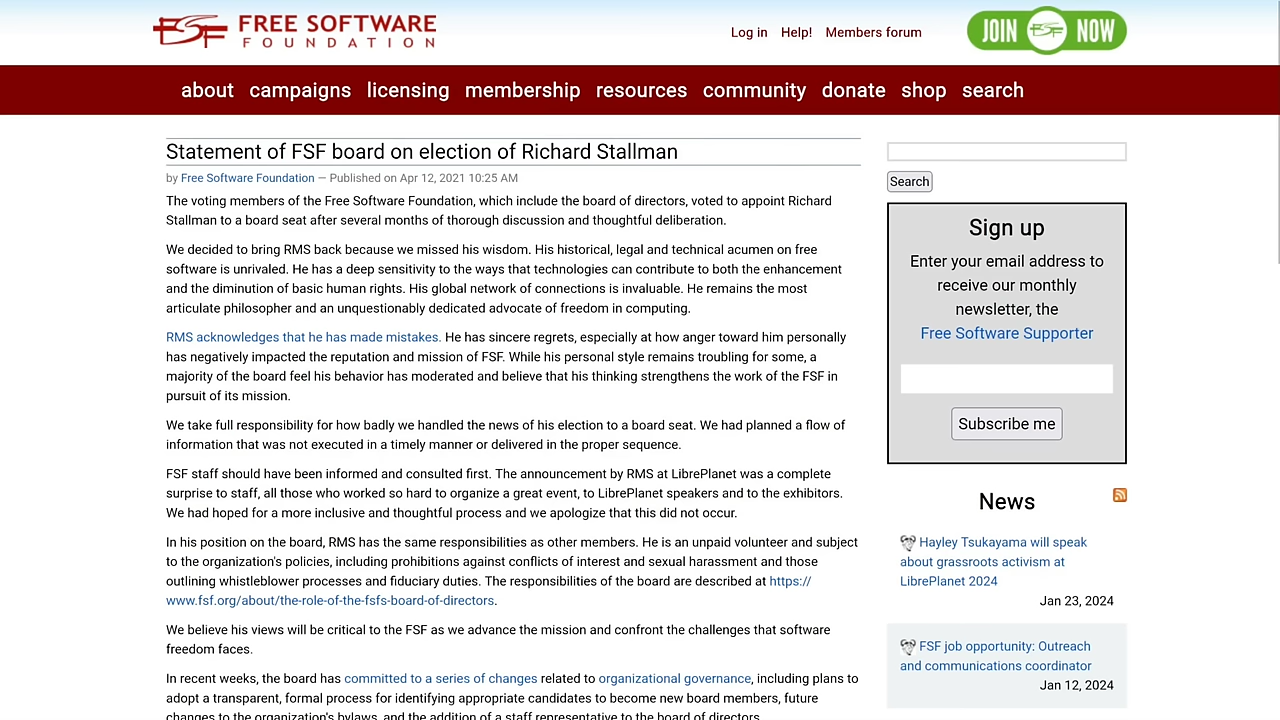 FREE SOFTWARE
FOUNDATION
Log in Help! Members forum
JOIN FSF NOW
about campaigns licensing membership resources community donate shop search
Statement of FSF board on election of Richard Stallman
by Free Software Foundation — Published on Apr 12, 2021 10:25 AM
The voting members of the Free Software Foundation, which include the board of directors, voted to appoint Richard
Stallman to a board seat after several months of thorough discussion and thoughtful deliberation.
We decided to bring RMS back because we missed his wisdom. His historical, legal and technical acumen on free
software is unrivaled. He has a deep sensitivity to the ways that technologies can contribute to both the enhancement
and the diminution of basic human rights. His global network of connections is invaluable. He remains the most
articulate philosopher and an unquestionably dedicated advocate of freedom in computing.
RMS acknowledges that he has made mistakes. He has sincere regrets, especially at how anger toward him personally
has negatively impacted the reputation and mission of FSF. While his personal style remains troubling for some, a
majority of the board feel his behavior has moderated and believe that his thinking strengthens the work of the FSF in
pursuit of its mission.
We take full responsibility for how badly we handled the news of his election to a board seat. We had planned a flow of
information that was not executed in a timely manner or delivered in the proper sequence.
FSF staff should have been informed and consulted first. The announcement by RMS at LibrePlanet was a complete
surprise to staff, all those who worked so hard to organize a great event, to LibrePlanet speakers and to the exhibitors.
We had hoped for a more inclusive and thoughtful process and we apologize that this did not occur.
In his position on the board, RMS has the same responsibilities as other members. He is an unpaid volunteer and subject
to the organization's policies, including prohibitions against conflicts of interest and sexual harassment and those
outlining whistleblower processes and fiduciary duties. The responsibilities of the board are described at https://
www.fsf.org/about/the-role-of-the-fsfs-board-of-directors.
We believe his views will be critical to the FSF as we advance the mission and confront the challenges that software
freedom faces.
In recent weeks, the board has committed to a series of changes related to organizational governance, including plans to
adopt a transparent, formal process for identifying appropriate candidates to become new board members, future
changes to the organization's bylaws, and the addition of a staff representative to the board of directors.
Search
Sign up
Enter your email address to
receive our monthly
newsletter, the
Free Software Supporter
Subscribe me
News
Hayley Tsukayama will speak
about grassroots activism at
LibrePlanet 2024
Jan 23, 2024
FSF job opportunity: Outreach
and communications coordinator
Jan 12, 2024